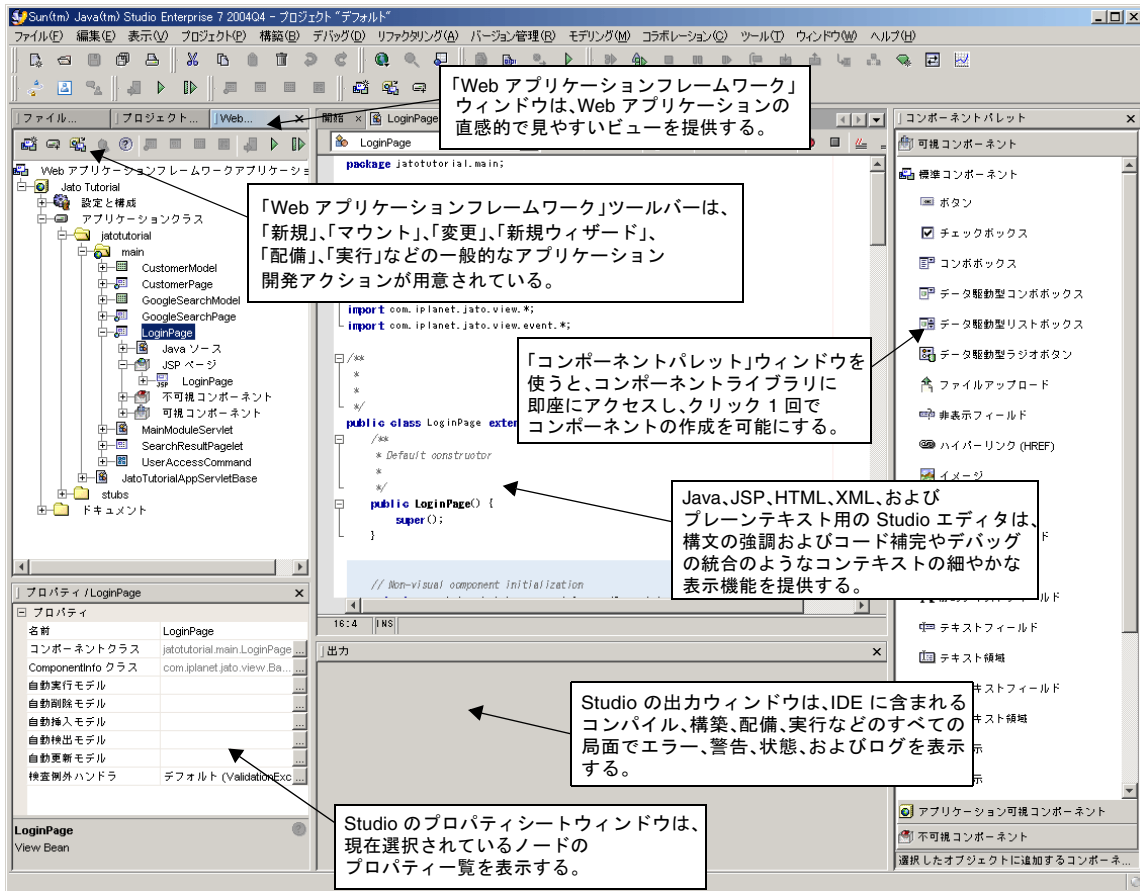 Sun(tm) Java(tm) Studio Enterprise 7 2004Q4 - プロジェクト "デフォルト"
ファイル(F) 編集(E) 表示(V) プロジェクト(P) 構築(B) デバッグ(D) リファクタリング(A) バージョン管理(R) モデリング(M) コラボレーション(C) ツール(T) ウィンドウ(W) ヘルプ(H)
「Web アプリケーションフレームワーク」
ウィンドウは、Web アプリケーションの
直感的で見やすいビューを提供する。
ファイル...
プロジェクト...
Web...
Web アプリケーションフレームワークアプリケーショ
Jato Tutorial
設定と構成
アプリケーションクラス
jatotutorial
main
CustomerModel
CustomerPage
GoogleSearchModel
GoogleSearchPage
LoginPage
Java ソース
JSP ページ
LoginPage
不可視コンポーネント
可視コンポーネント
MainModuleServlet
SearchResultPagelet
UserAccessCommand
JatoTutorialAppServletBase
stubs
ドキュメント
「Web アプリケーションフレームワーク」ツールバーは、
「新規」、「マウント」、「変更」、「新規ウィザード」、
「配備」、「実行」などの一般的なアプリケーション
開発アクションが用意されている。
開始
LoginPage
LoginPage
package jatotutorial.main;
import com.iplanet.jato.view.*;
import com.iplanet.jato.view.event.*;
/**
*
*
*/
public class LoginPage exten
/**
* Default constructor
*
*/
public LoginPage() {
super();
}
// Non-visual component initialization
16:4 INS
「コンポーネントパレット」ウィンドウを
使うと、コンポーネントライブラリに
即座にアクセスし、クリック 1 回で
コンポーネントの作成を可能にする。
Java、JSP、HTML、XML、および
プレーンテキスト用の Studio エディタは、
構文の強調およびコード補完やデバッグ
の統合のようなコンテキストの細やかな
表示機能を提供する。
コンポーネントパレット
可視コンポーネント
標準コンポーネント
ボタン
チェックボックス
コンボボックス
データ駆動型コンボボックス
データ駆動型リストボックス
データ駆動型ラジオボタン
ファイルアップロード
非表示フィールド
ハイパーリンク (HREF)
イメージ
ド
ールド
テキストフィールド
テキスト領域
キストフィールド
キスト領域
示
示
アプリケーション可視コンポーネント
不可視コンポーネント
選択したオブジェクトに追加するコンポーネ...
プロパティ / LoginPage
プロパティ
名前 LoginPage
コンポーネントクラス jatotutorial.main.LoginPage ...
ComponentInfo クラス com.iplanet.jato.view.Ba... ...
自動実行モデル ...
自動削除モデル ...
自動挿入モデル ...
自動検出モデル ...
自動更新モデル ...
検査例外ハンドラ デフォルト (ValidationExc ...
LoginPage
View Bean
出力
Studio の出力ウィンドウは、IDE に含まれる
コンパイル、構築、配備、実行などのすべての
局面でエラー、警告、状態、およびログを表示
する。
Studio のプロパティシートウィンドウは、
現在選択されているノードの
プロパティ一覧を表示する。